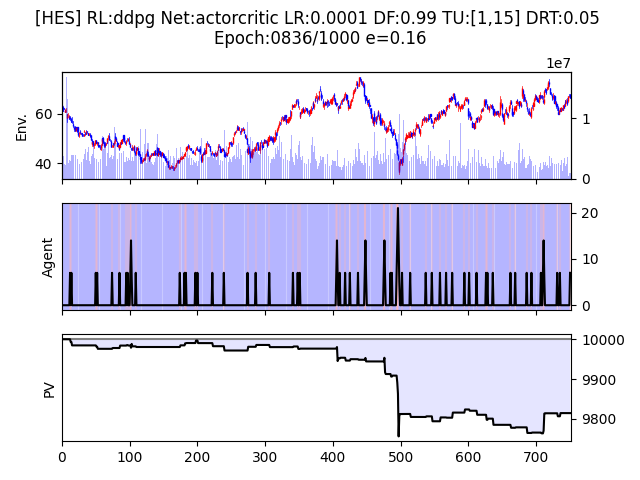 [HES] RL:ddpg Net:actorcritic LR:0.0001 DF:0.99 TU:[1,15] DRT:0.05
Epoch:0836/1000 e=0.16
1e7
60
40
Env.
1
0
Agent
20
10
0
PV
10000
9900
9800
0 100 200 300 400 500 600 700